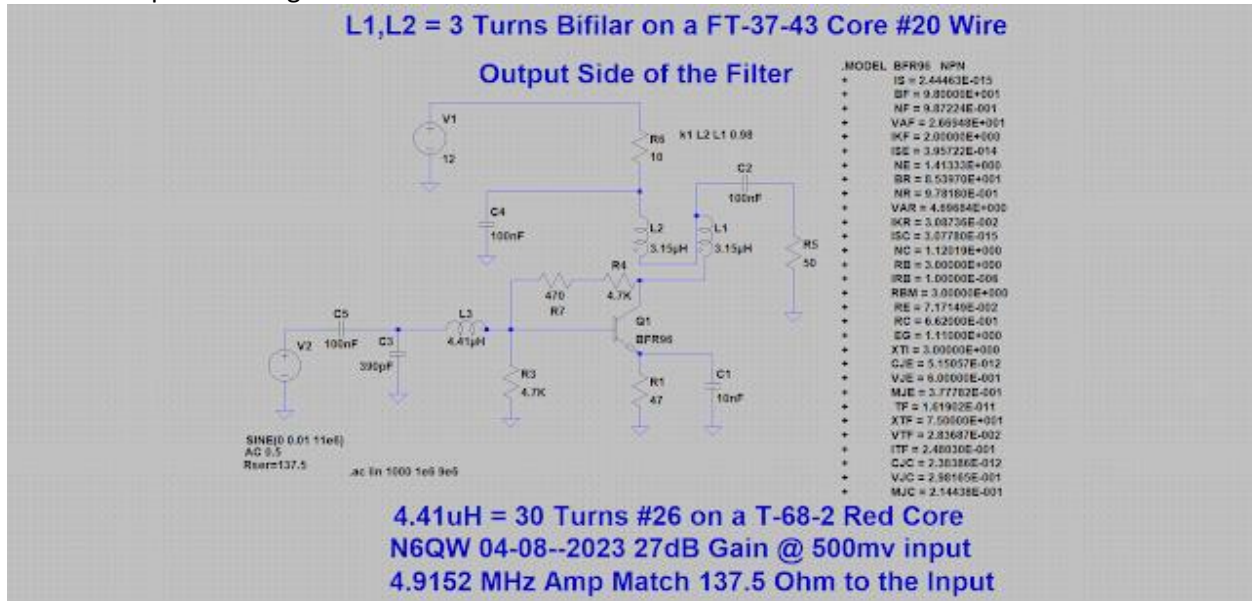 L1,L2 = 3 Turns Bifilar on a FT-37-43 Core #20 Wire
Output Side of the Filter
V1
12
R6
10
k1 L2 L1 0.98
C2
100nF
C4
100nF
L2
3.15µH
L1
3.15µH
R5
50
R4
4.7K
470
R7
Q1
BFR96
C5
100nF
V2
C3
390pF
L3
4.41µH
R3
4.7K
R1
47
C1
10nF
SINE(0 0.01 11e6)
AC 0.5
Rser=137.5
.ac lin 1000 1e6 9e6
.MODEL BFR96 NPN
+ IS = 2.44463E-015
+ BF = 9.80000E+001
+ NF = 9.87224E-001
+ VAF = 2.66948E+001
+ IKF = 2.00000E+000
+ ISE = 3.95722E-014
+ NE = 1.41333E+000
+ BR = 8.53970E+001
+ NR = 9.78180E-001
+ VAR = 4.69684E+000
+ IKR = 3.08736E-002
+ ISC = 3.07780E-015
+ NC = 1.12019E+000
+ RB = 3.00000E+000
+ IRB = 1.00000E-006
+ RBM = 3.00000E+000
+ RE = 7.17149E-002
+ RC = 6.62000E-001
+ EG = 1.11000E+000
+ XTI = 3.00000E+000
+ CJE = 5.15057E-012
+ VJE = 6.00000E-001
+ MJE = 3.77702E-001
+ TF = 1.61902E-011
+ XTF = 7.50000E+001
+ VTF = 2.83687E-002
+ ITF = 2.48030E-001
+ CJC = 2.38386E-012
+ VJC = 2.98165E-001
+ MJC = 2.14438E-001
4.41uH = 30 Turns #26 on a T-68-2 Red Core
N6QW 04-08--2023 27dB Gain @ 500mv input
4.9152 MHz Amp Match 137.5 Ohm to the Input